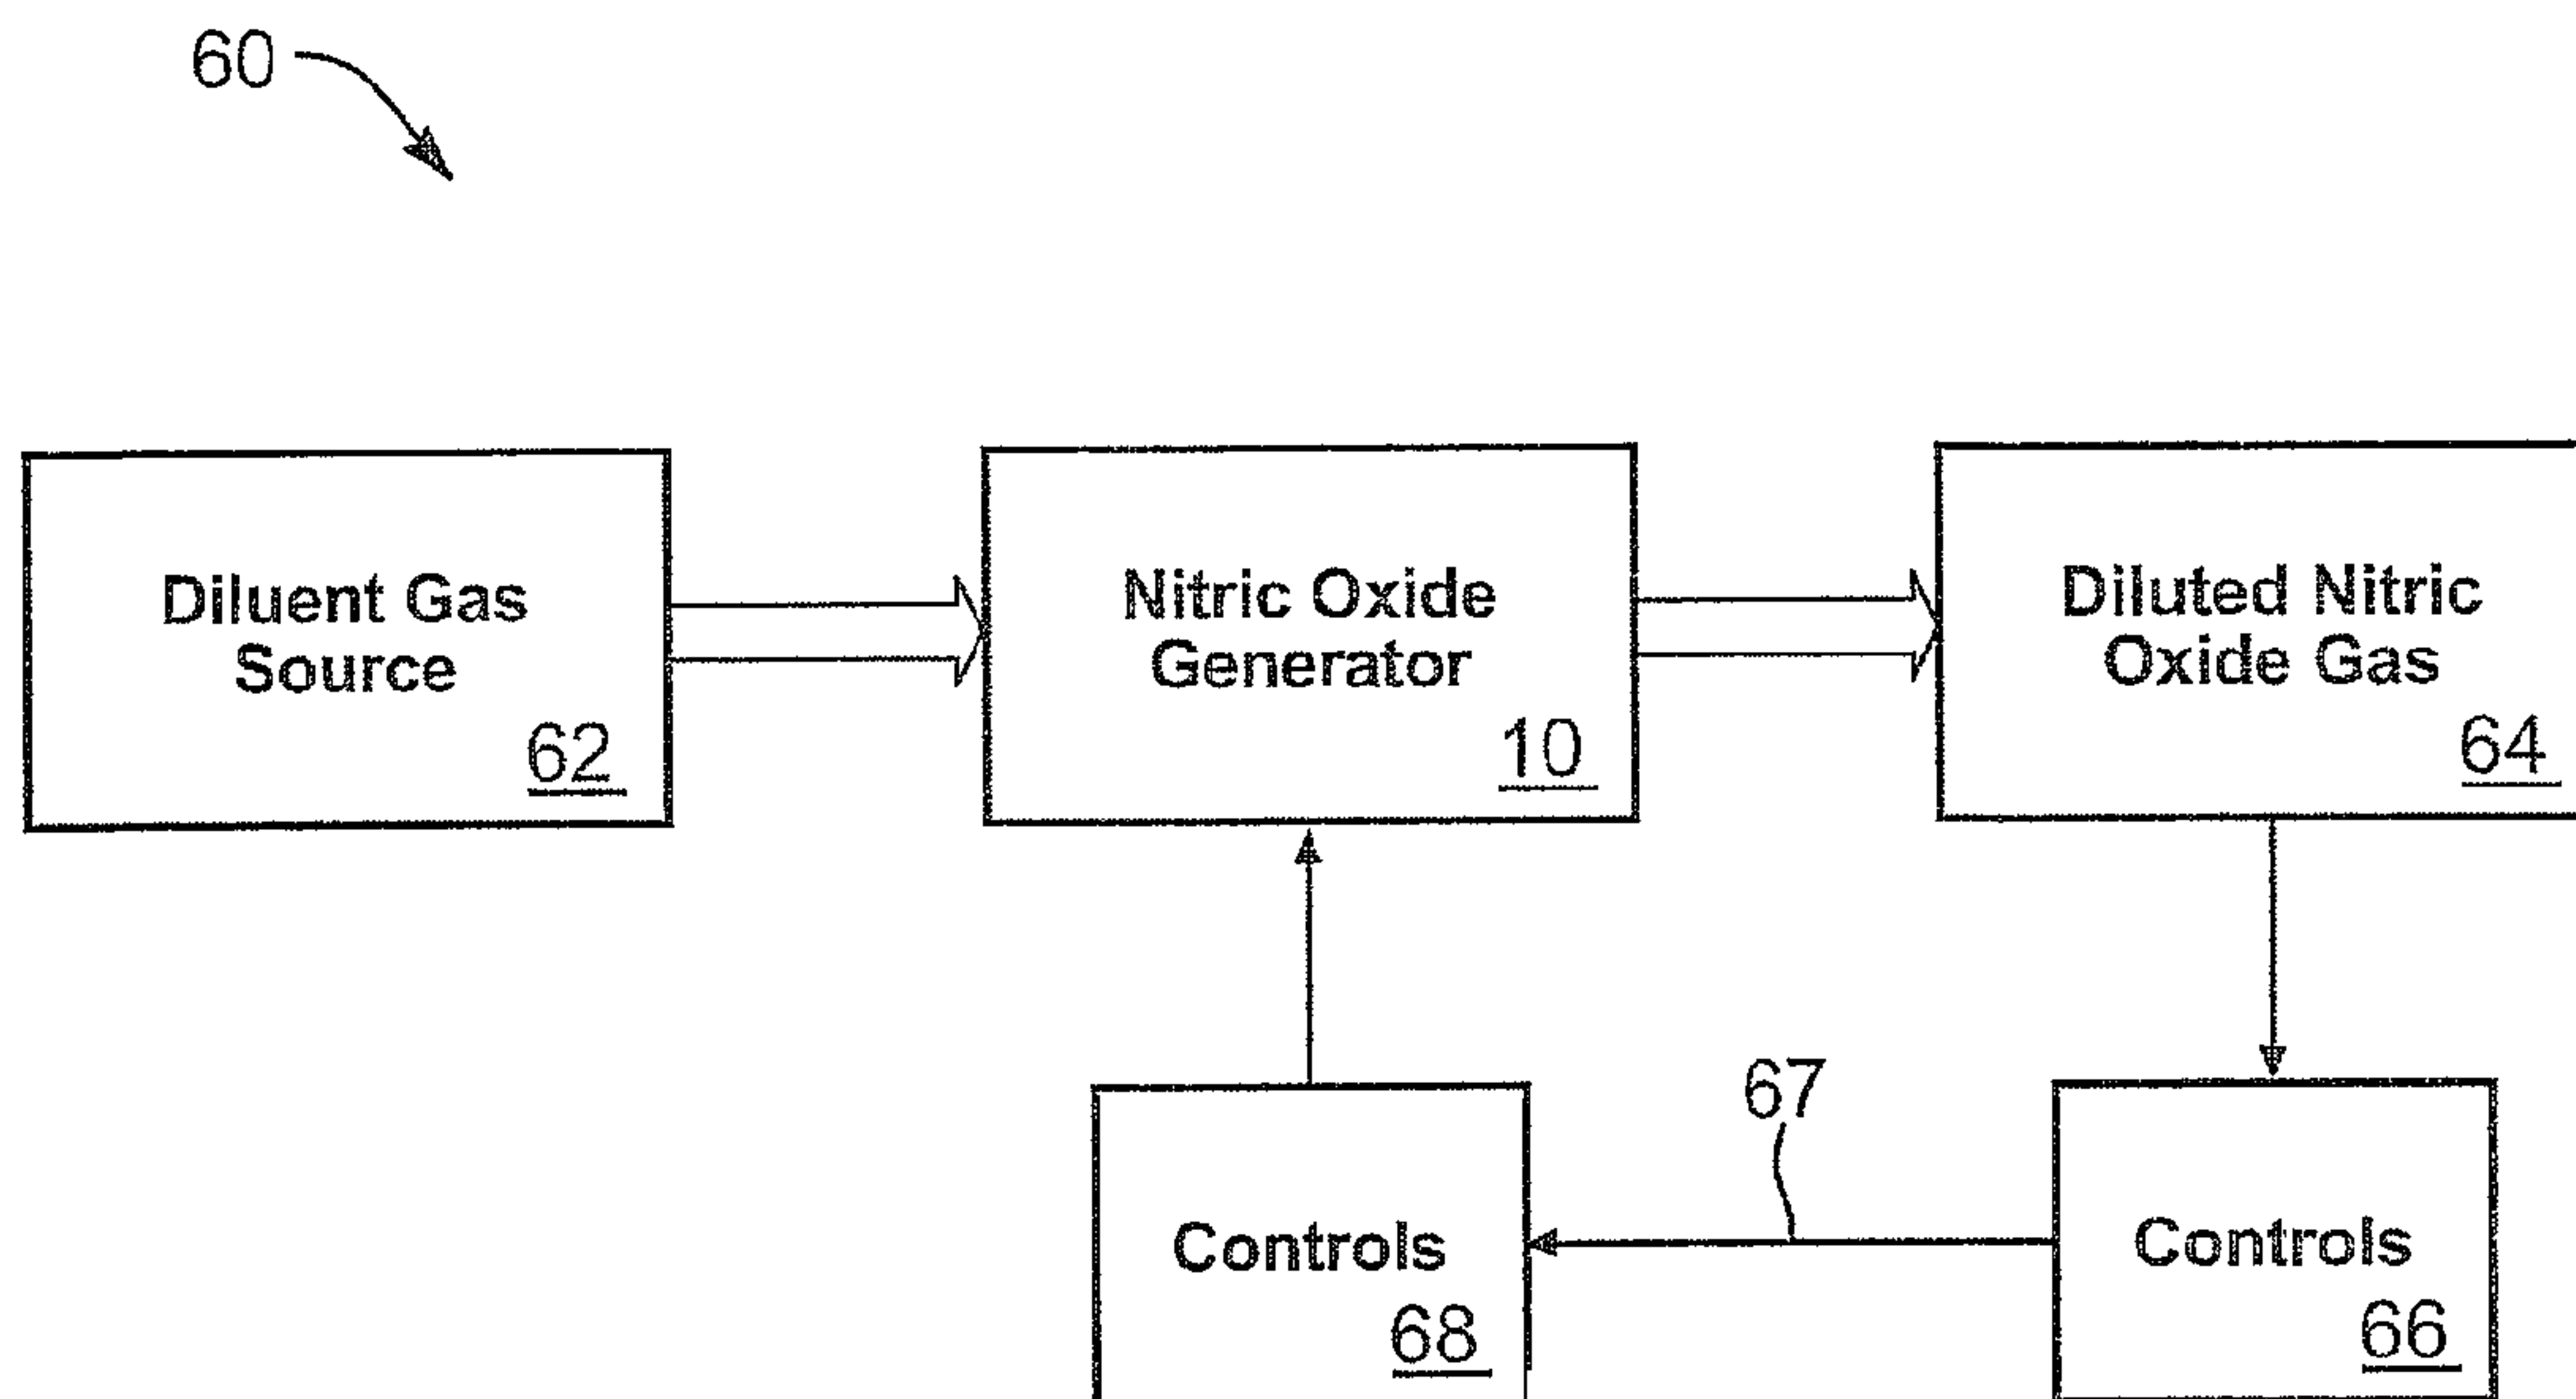 60
Diluent Gas
Source
62
Nitric Oxide
Generator
10
Diluted Nitric
Oxide Gas
64
67
Controls
68
Controls
66